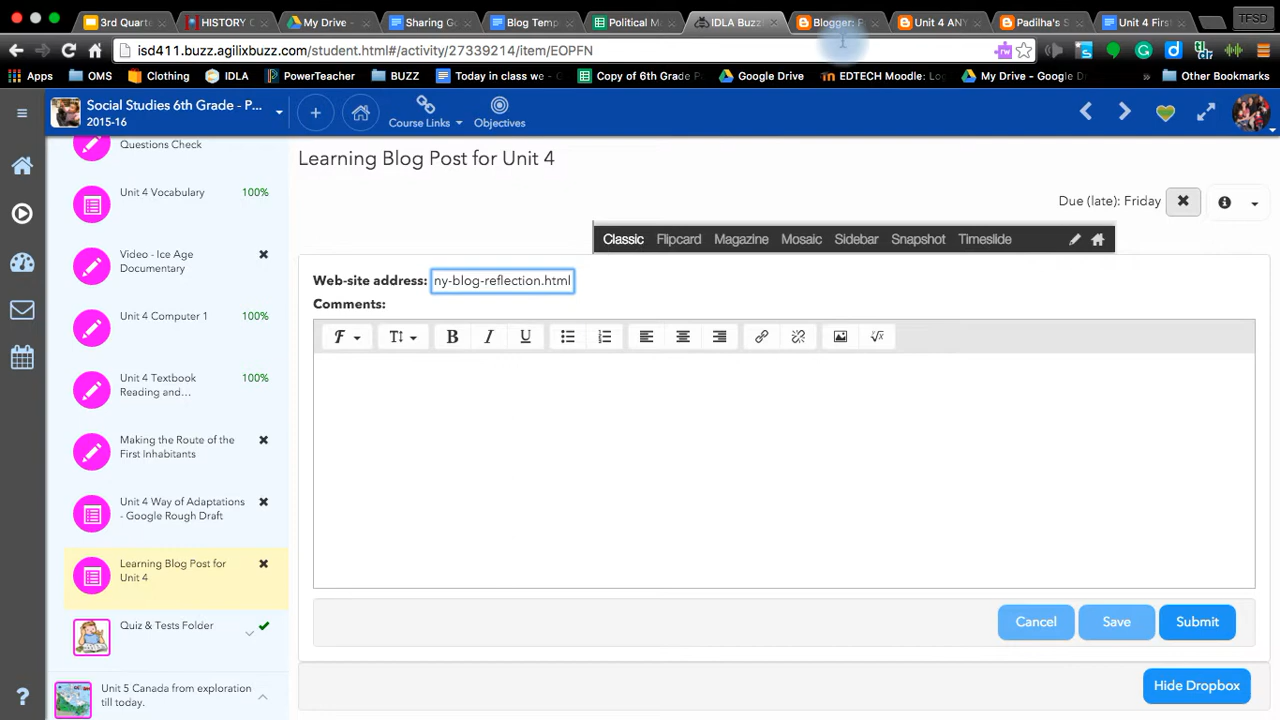 3rd Quarte
HISTORY C
My Drive -
Sharing G
Blog Temp
Political M
IDLA Buzz
Blogger: F
Unit 4 ANY
Padilha's S
Unit 4 First
TFSD
isd411.buzz.agilixbuzz.com/student.html#/activity/27339214/item/EOPFN
Apps
OMS
Clothing
IDLA
PowerTeacher
BUZZ
Today in class we -
Copy of 6th Grade P
Google Drive
EDTECH Moodle: Lo
My Drive - Google D
»
Other Bookmarks
Social Studies 6th Grade - P...
2015-16
Course Links
Objectives
Questions Check
Unit 4 Vocabulary
100%
Video - Ice Age
Documentary
Unit 4 Computer 1
100%
Unit 4 Textbook
Reading and...
100%
Making the Route of the
First Inhabitants
Unit 4 Way of Adaptations
- Google Rough Draft
Learning Blog Post for
Unit 4
Quiz & Tests Folder
Unit 5 Canada from exploration
till today.
Learning Blog Post for Unit 4
Due (late): Friday
Classic Flipcard Magazine Mosaic Sidebar Snapshot Timeslide
Web-site address: ny-blog-reflection.html
Comments:
B I U
Cancel
Save
Submit
Hide Dropbox